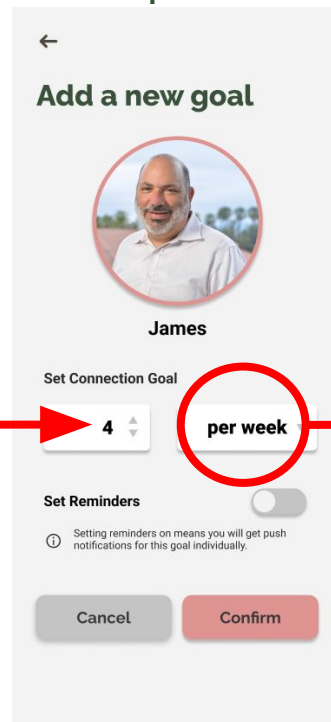 Add a new goal
James
Set Connection Goal
4 per week
Set Reminders
Setting reminders on means you will get push
notifications for this goal individually.
Cancel Confirm